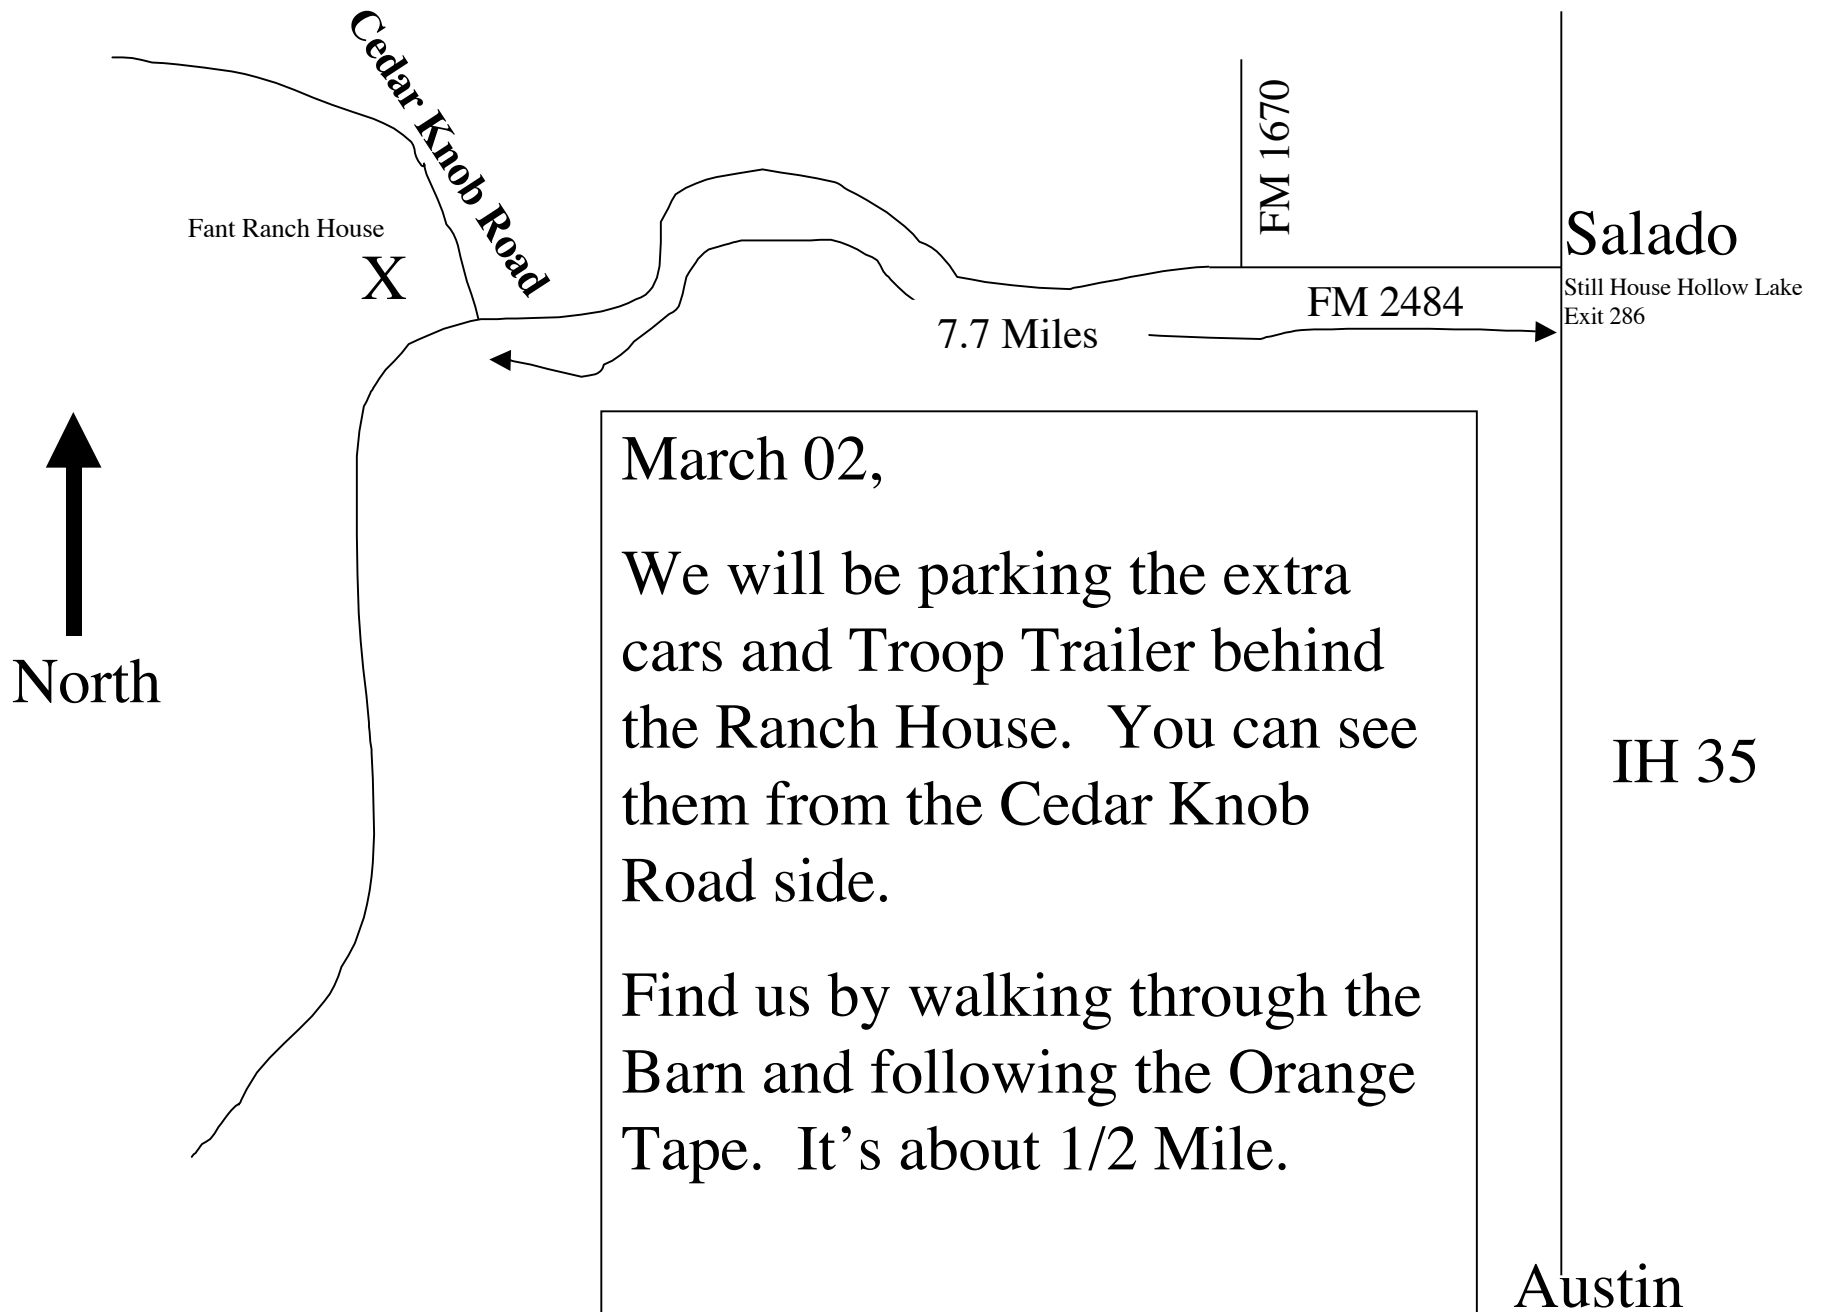 Cedar Knob Road
FM 1670
Fant Ranch House
X
Salado
Still House Hollow Lake
Exit 286
FM 2484
7.7 Miles
North
March 02,
We will be parking the extra
cars and Troop Trailer behind
the Ranch House.  You can see
them from the Cedar Knob
Road side.
Find us by walking through the
Barn and following the Orange
Tape.  It’s about 1/2 Mile.
IH 35
Austin